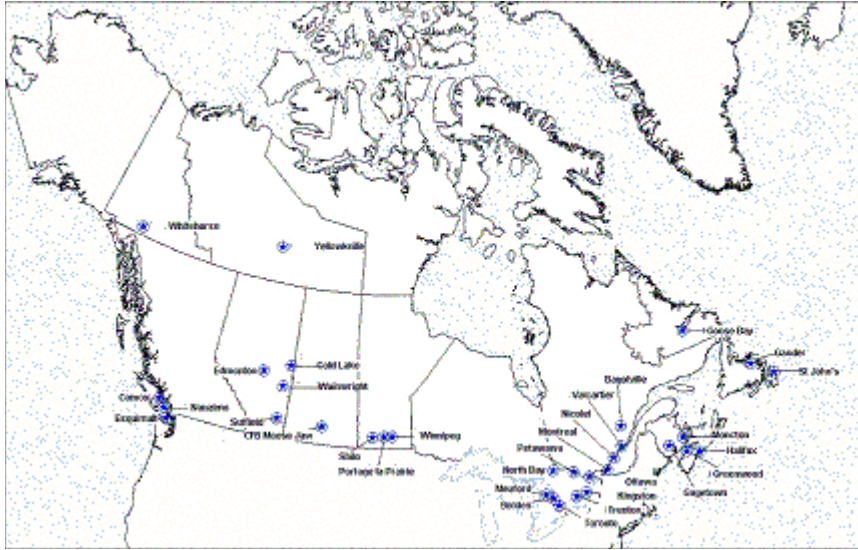 Whitehorse
Yellowknife
Goose Bay
Gander
St John's
Edmonton
Cold Lake
Wainwright
Bagotville
Valcartier
Comox
Nanaimo
Nicolet
Esquimalt
Suffield
CFB Moose Jaw
Winnipeg
Montreal
Moncton
Petawawa
Shilo
Halifax
Portage la Prairie
North Bay
Greenwood
Ottawa
Meaford
Kingston
Gagetown
Borden
Trenton
Toronto